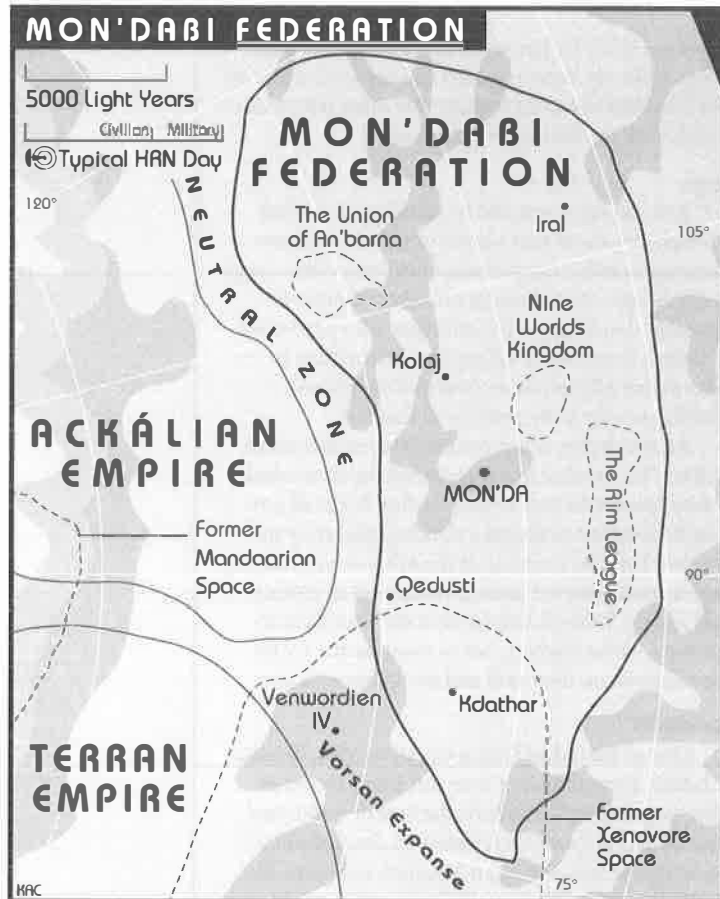 MON'DABI FEDERATION
5000 Light Years
Civilian Military
Typical HRN Day
120°
MON'DABI
FEDERATION
NEUTRAL ZONE
The Union
of An'barna
Iral
105°
Nine
Worlds
Kingdom
Kolaj
ACKÁLIAN
EMPIRE
MON'DA
The Rim League
Former
Mandaarian
Space
Qedusti
90°
Venwordien
IV
Kdathar
Vorsan Expanse
TERRAN
EMPIRE
Former
Xenovore
Space
75°
KAC